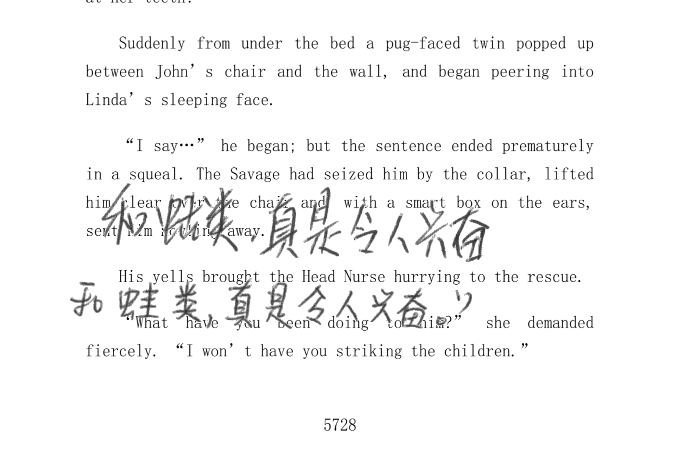 Suddenly from under the bed a pug-faced twin popped up
between John's chair and the wall, and began peering into
Linda's sleeping face.
“I say…” he began; but the sentence ended prematurely
in a squeal. The Savage had seized him by the collar, lifted
him clear over the chair and, with a smart box on the ears,
sent him howling away.
和蛙类,真是令人兴奋
His yells brought the Head Nurse hurrying to the rescue.
和蛙类,真是令人兴奋。”
“What have you been doing to him?” she demanded
fiercely. “I won't have you striking the children.”
5728